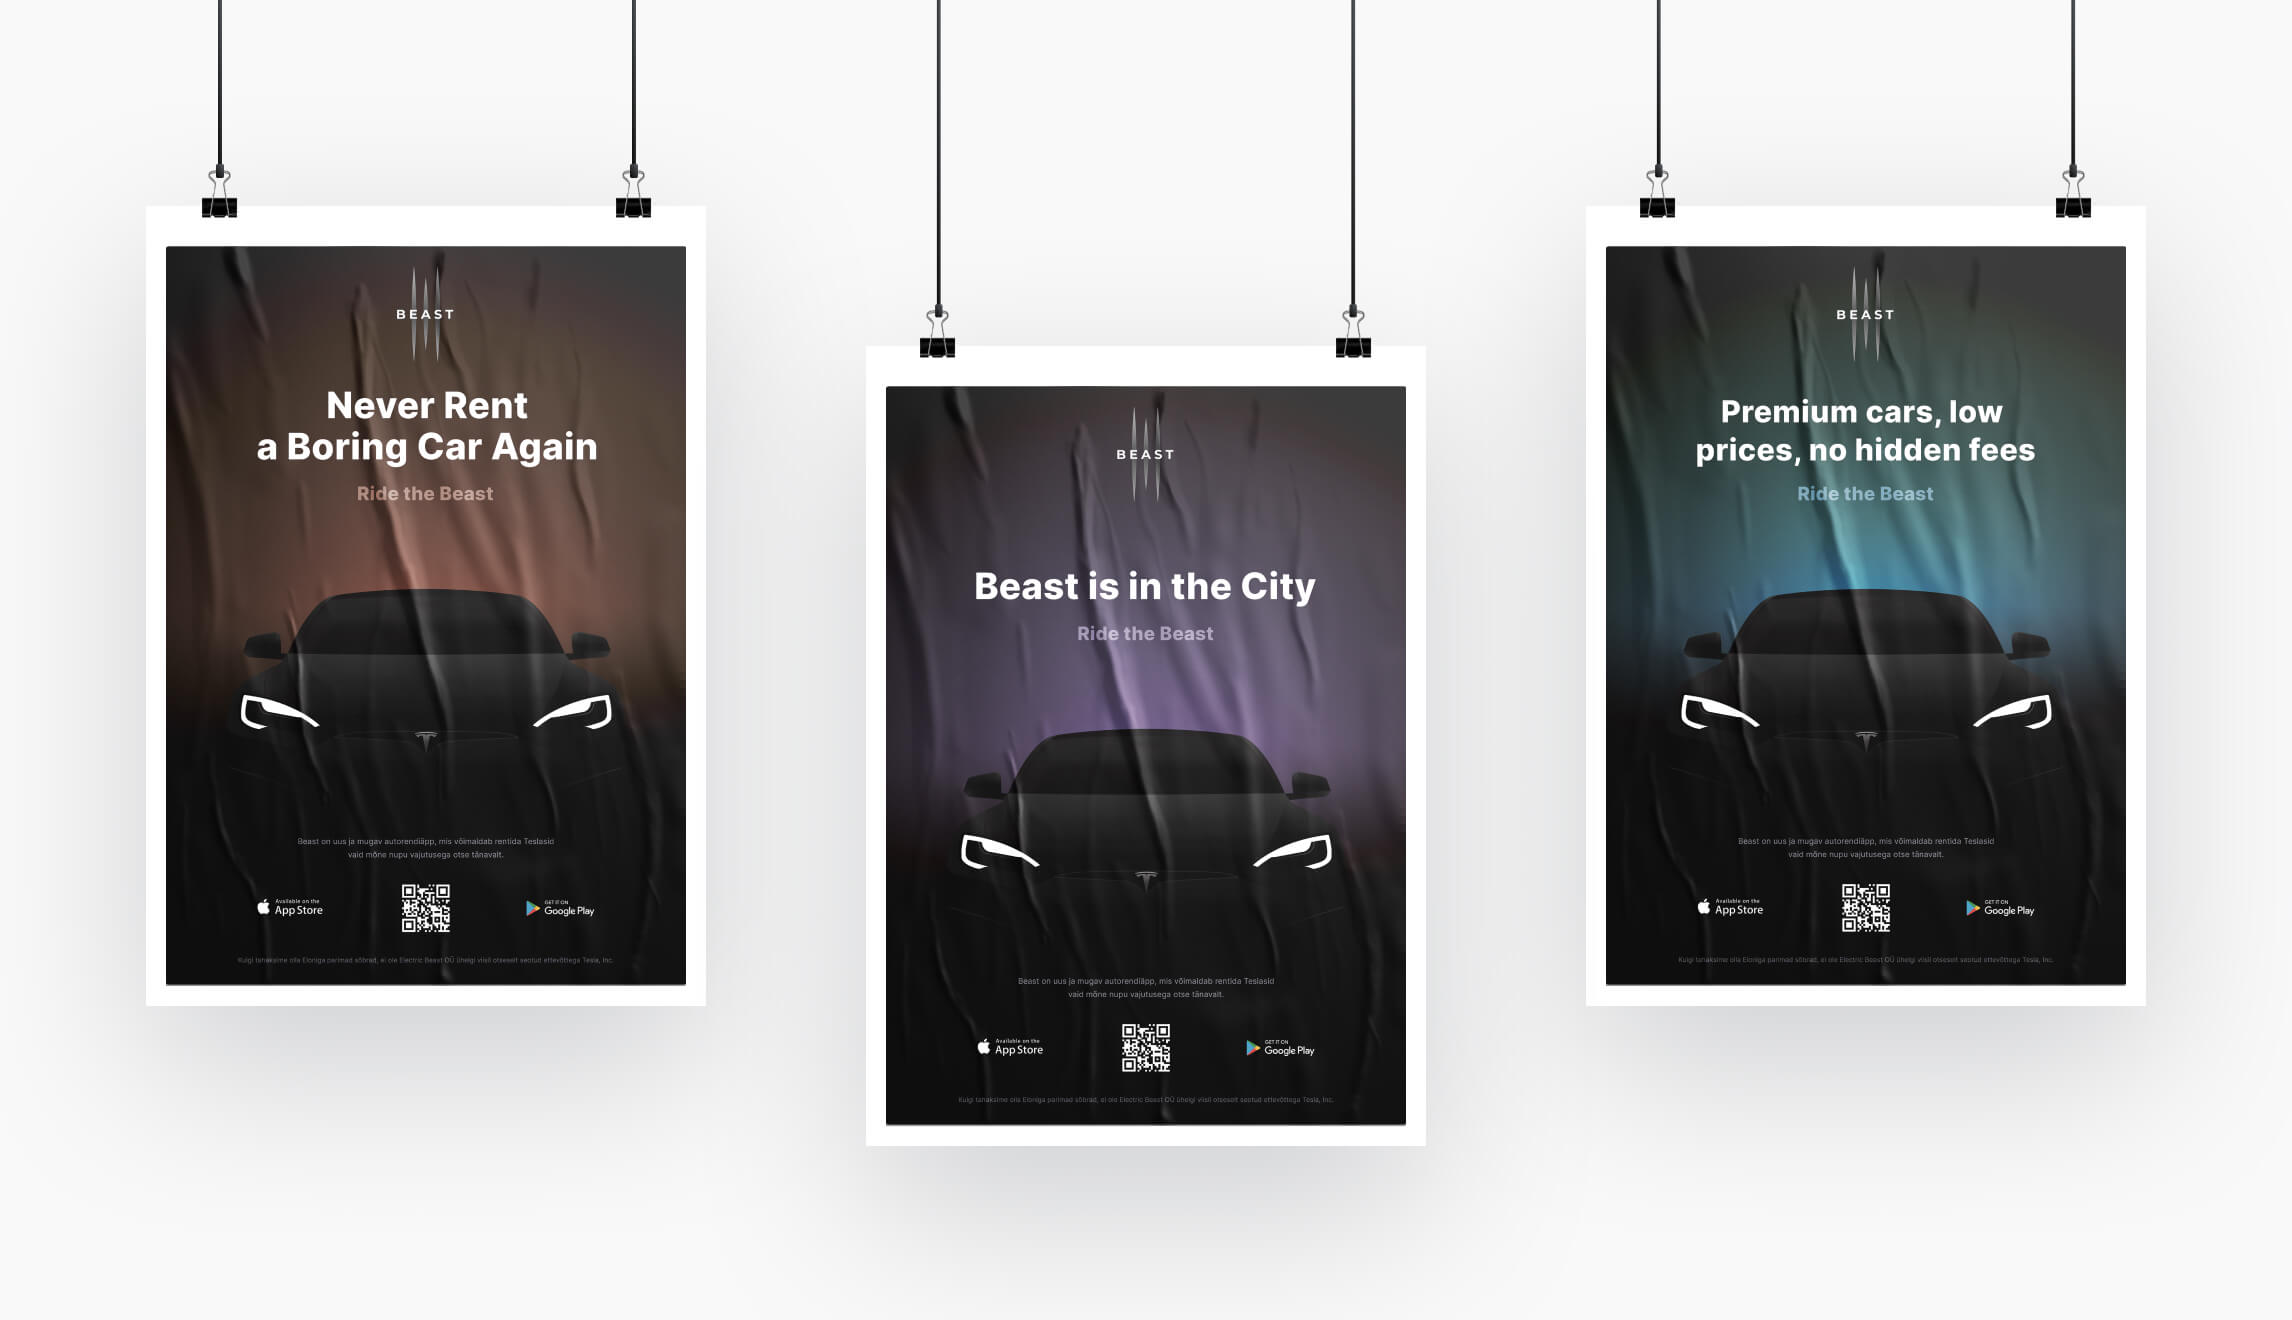 BEAST
Never Rent
a Boring Car Again
Ride the Beast
Beast on uus ja mugav autorendiäpp, mis võimaldab rentida Teslasid
vaid mõne nupu vajutusega otse tänavalt.
Available on the
App Store
GET IT ON
Google Play
Kuigi tahaksime olla Eloniga parimad sõbrad, ei ole Electric Beast OÜ ühelgi viisil otseselt seotud ettevõttega Tesla, Inc.
BEAST
Beast is in the City
Ride the Beast
Beast on uus ja mugav autorendiäpp, mis võimaldab rentida Teslasid
vaid mõne nupu vajutusega otse tänavalt.
Available on the
App Store
GET IT ON
Google Play
Kuigi tahaksime olla Eloniga parimad sõbrad, ei ole Electric Beast OÜ ühelgi viisil otseselt seotud ettevõttega Tesla, Inc.
BEAST
Premium cars, low
prices, no hidden fees
Ride the Beast
Beast on uus ja mugav autorendiäpp, mis võimaldab rentida Teslasid
vaid mõne nupu vajutusega otse tänavalt.
Available on the
App Store
GET IT ON
Google Play
Kuigi tahaksime olla Eloniga parimad sõbrad, ei ole Electric Beast OÜ ühelgi viisil otseselt seotud ettevõttega Tesla, Inc.